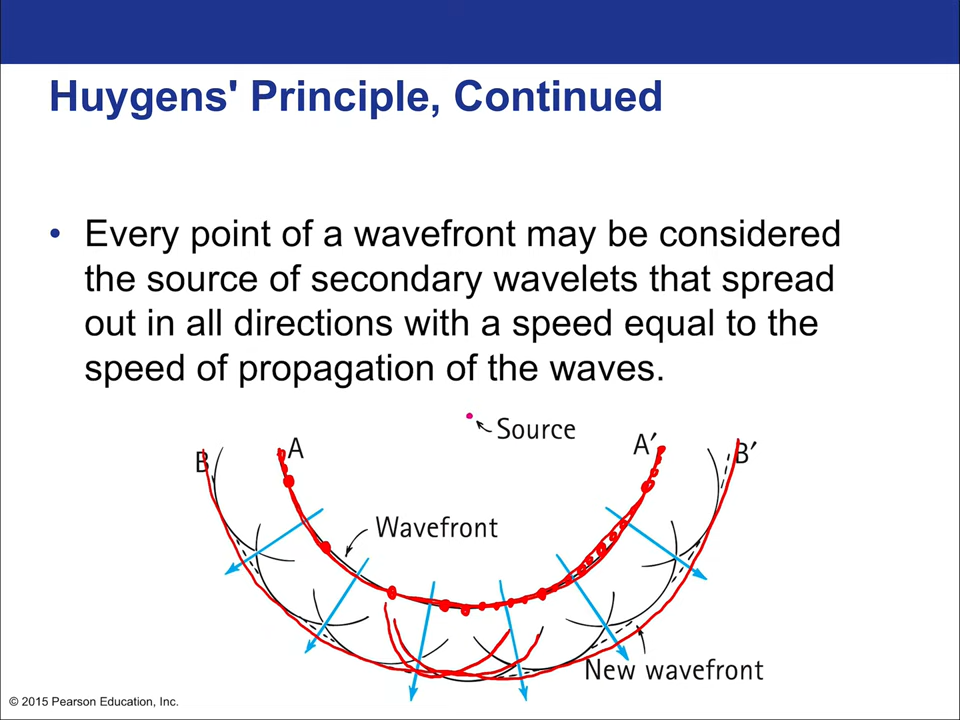 Huygens' Principle, Continued
• Every point of a wavefront may be considered
the source of secondary wavelets that spread
out in all directions with a speed equal to the
speed of propagation of the waves.
Source
B
A
A′
B′
Wavefront
New wavefront
© 2015 Pearson Education, Inc.